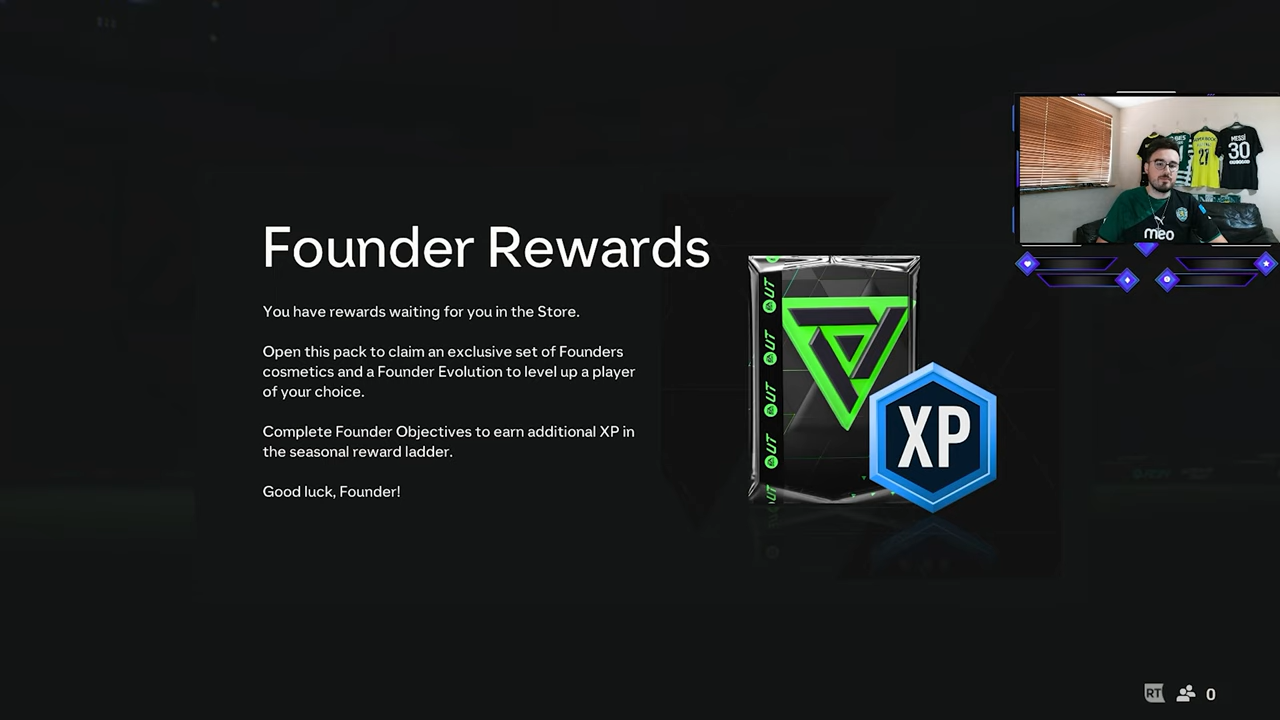 Founder Rewards
You have rewards waiting for you in the Store.
Open this pack to claim an exclusive set of Founders
cosmetics and a Founder Evolution to level up a player
of your choice.
Complete Founder Objectives to earn additional XP in
the seasonal reward ladder.
Good luck, Founder!
UT
UT
UT
UT
UT
XP
MESSI
30
meo
RT
0